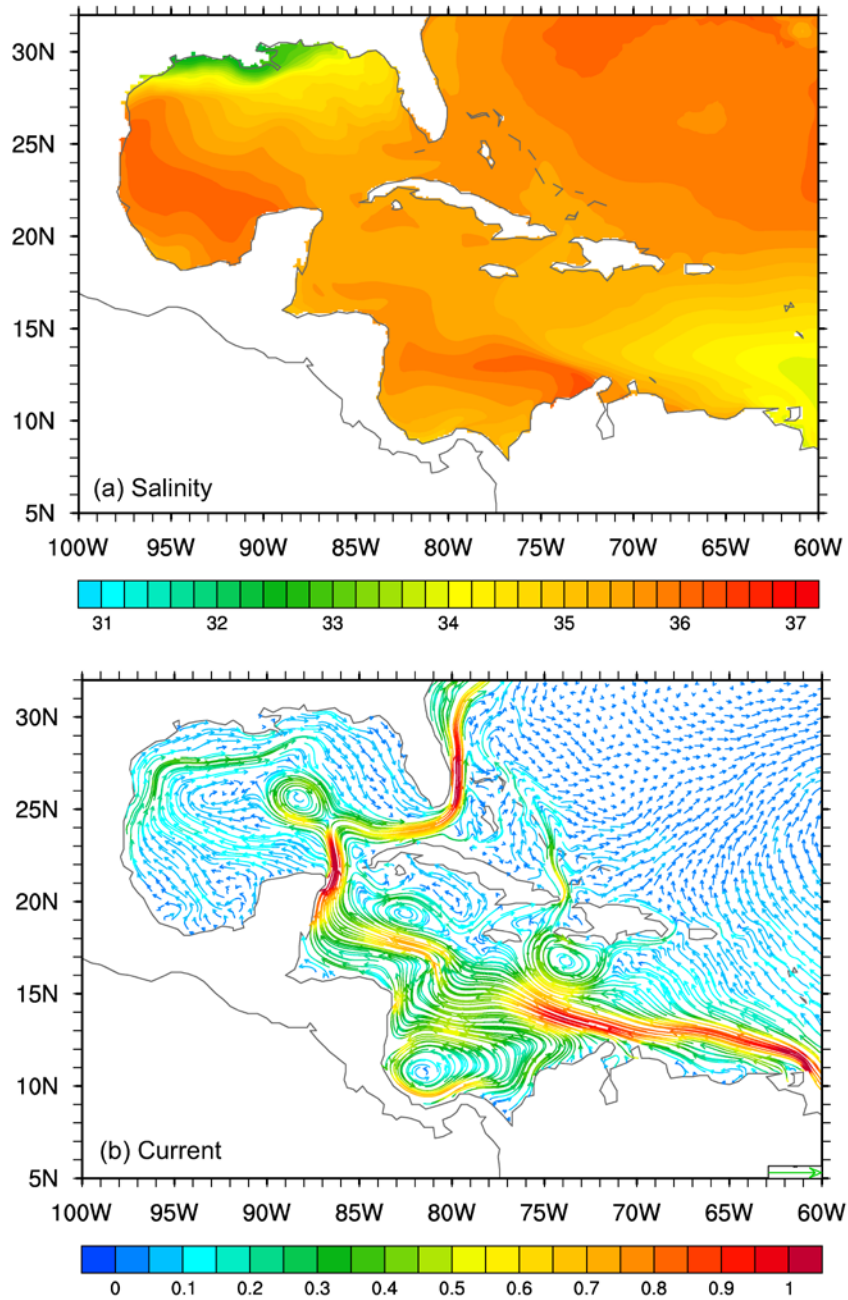 30N
25N
20N
15N
10N
5N
(a) Salinity
100W 95W 90W 85W 80W 75W 70W 65W 60W
31 32 33 34 35 36 37
30N
25N
20N
15N
10N
5N
(b) Current
100W 95W 90W 85W 80W 75W 70W 65W 60W
0 0.1 0.2 0.3 0.4 0.5 0.6 0.7 0.8 0.9 1